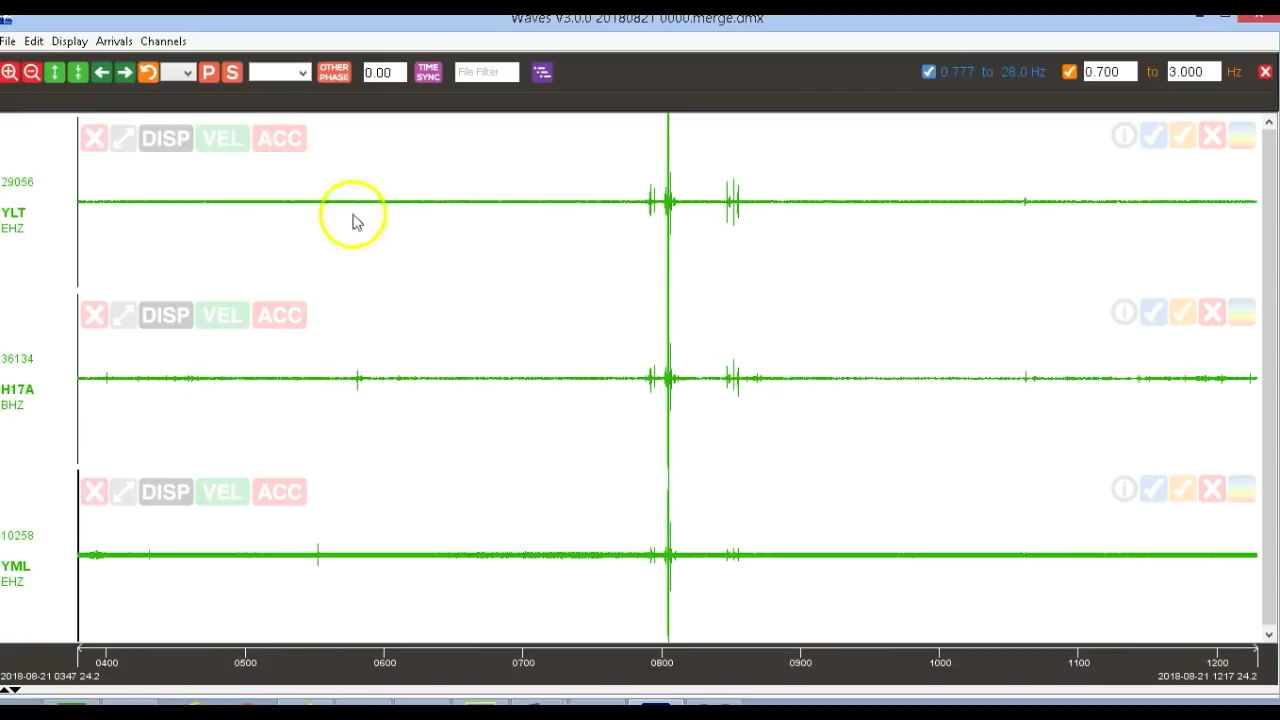 Waves V3.0.0 20180821 0000.merge.dmx
File Edit Display Arrivals Channels
P S OTHER PHASE 0.00 TIME SYNC File Filter 0.777 to 28.0 Hz 0.700 to 3.000 Hz
DISP VEL ACC
29056
YLT
EHZ
DISP VEL ACC
36134
H17A
BHZ
DISP VEL ACC
10258
YML
EHZ
0400 0500 0600 0700 0800 0900 1000 1100 1200
2018-08-21 0347 24.2 2018-08-21 1217 24.2